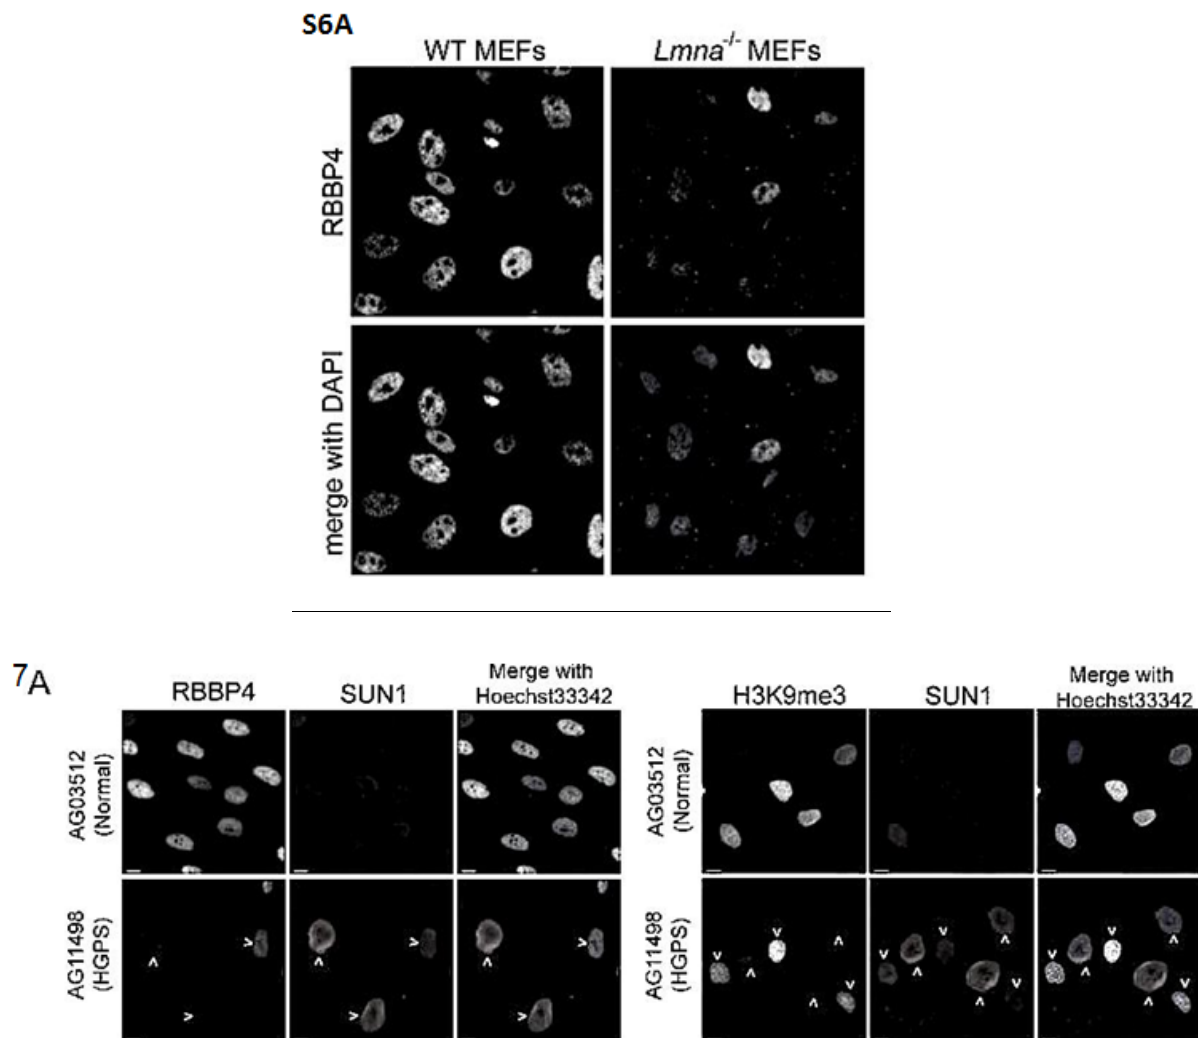 S6A
WT MEFs
Lmna-/- MEFs
RBBP4
merge with DAPI
7A
RBBP4
SUN1
Merge with
Hoechst33342
H3K9me3
SUN1
Merge with
Hoechst33342
AG03512
(Normal)
AG11498
(HGPS)
AG03512
(Normal)
AG11498
(HGPS)